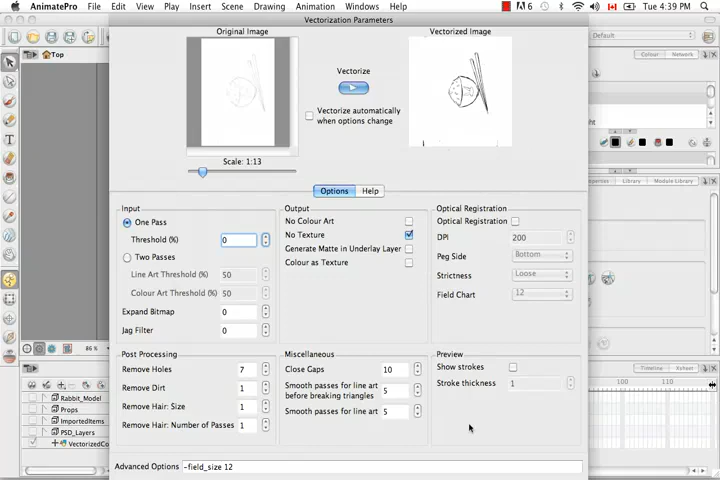 AnimatePro File Edit View Play Insert Scene Drawing Animation Windows Help 6 Tue 4:39 PM
Vectorization Parameters
Original Image
Vectorized Image
Default
Top
Colour Network
Vectorize
Vectorize automatically
when options change
Scale: 1:13
Options Help
Library Module Library
Input
One Pass
Threshold (%) 0
Two Passes
Line Art Threshold (%) 50
Colour Art Threshold (%) 50
Expand Bitmap 0
Jag Filter 0
Output
No Colour Art
No Texture
Generate Matte in Underlay Layer
Colour as Texture
Optical Registration
Optical Registration
DPI 200
Peg Side Bottom
Strictness Loose
Field Chart 12
86 %
Post Processing
Remove Holes 7
Remove Dirt 1
Remove Hair: Size 1
Remove Hair: Number of Passes 1
Miscellaneous
Close Gaps 10
Smooth passes for line art
before breaking triangles 5
Smooth passes for line art 5
Preview
Show strokes
Stroke thickness 1
Timeline Xsheet
100 110
Rabbit_Model
Props
ImportedItems
PSD_Layers
VectorizedCo
Advanced Options -field_size 12